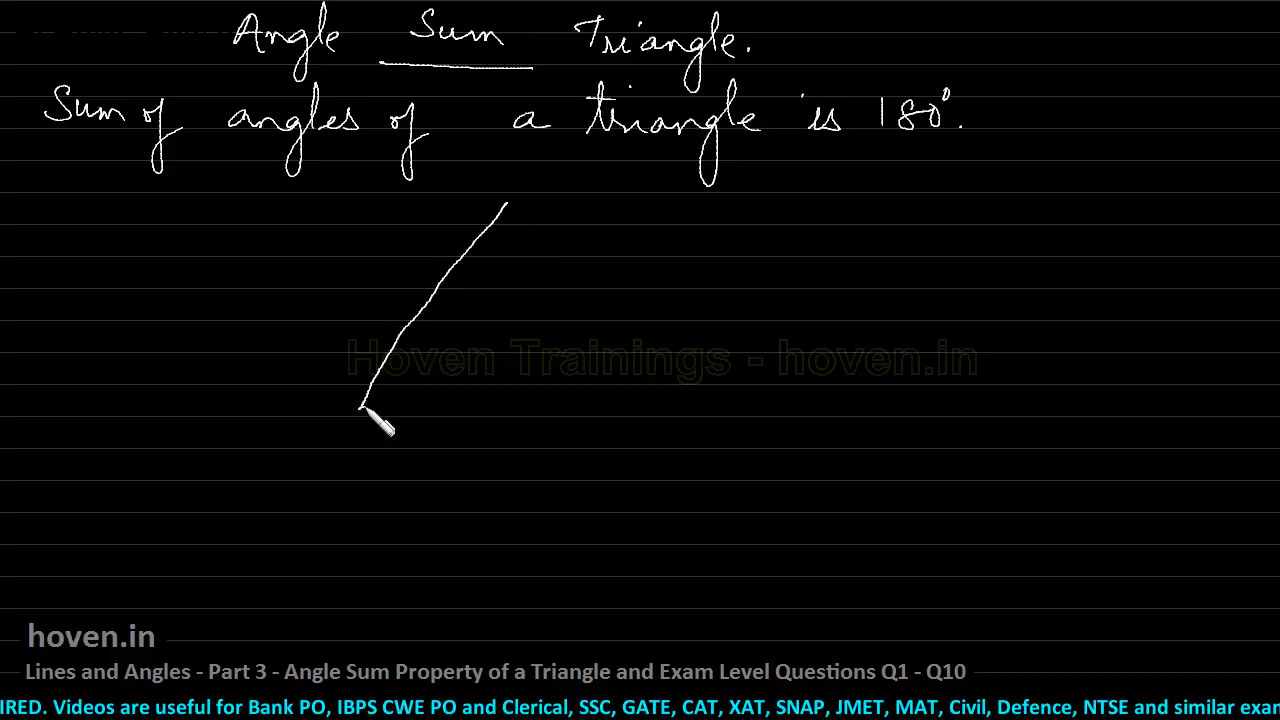 Angle Sum Triangle.
Sum of angles of a triangle is 180°.
Hoven Trainings - hoven.in
hoven.in
Lines and Angles - Part 3 - Angle Sum Property of a Triangle and Exam Level Questions Q1 - Q10
IRED. Videos are useful for Bank PO, IBPS CWE PO and Clerical, SSC, GATE, CAT, XAT, SNAP, JMET, MAT, Civil, Defence, NTSE and similar exar